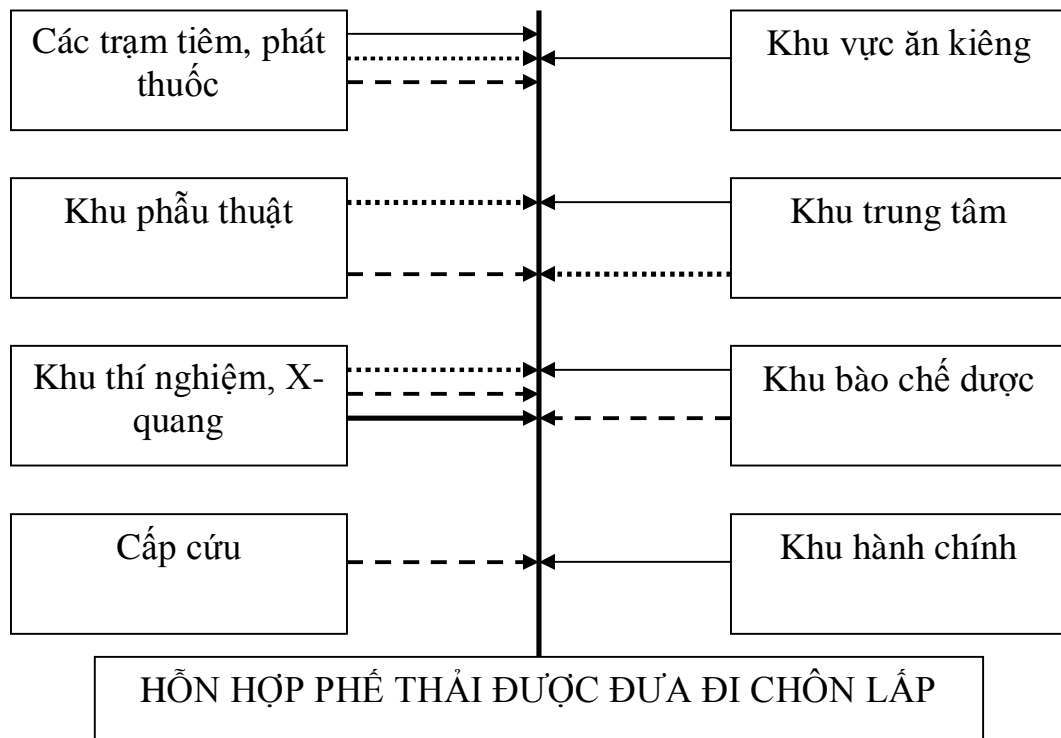 Các trạm tiêm, phát
thuốc
Khu vực ăn kiêng
Khu phẫu thuật
Khu trung tâm
Khu thí nghiệm, X-
quang
Khu bào chế dược
Cấp cứu
Khu hành chính
HỖN HỢP PHẾ THẢI ĐƯỢC ĐƯA ĐI CHÔN LẤP